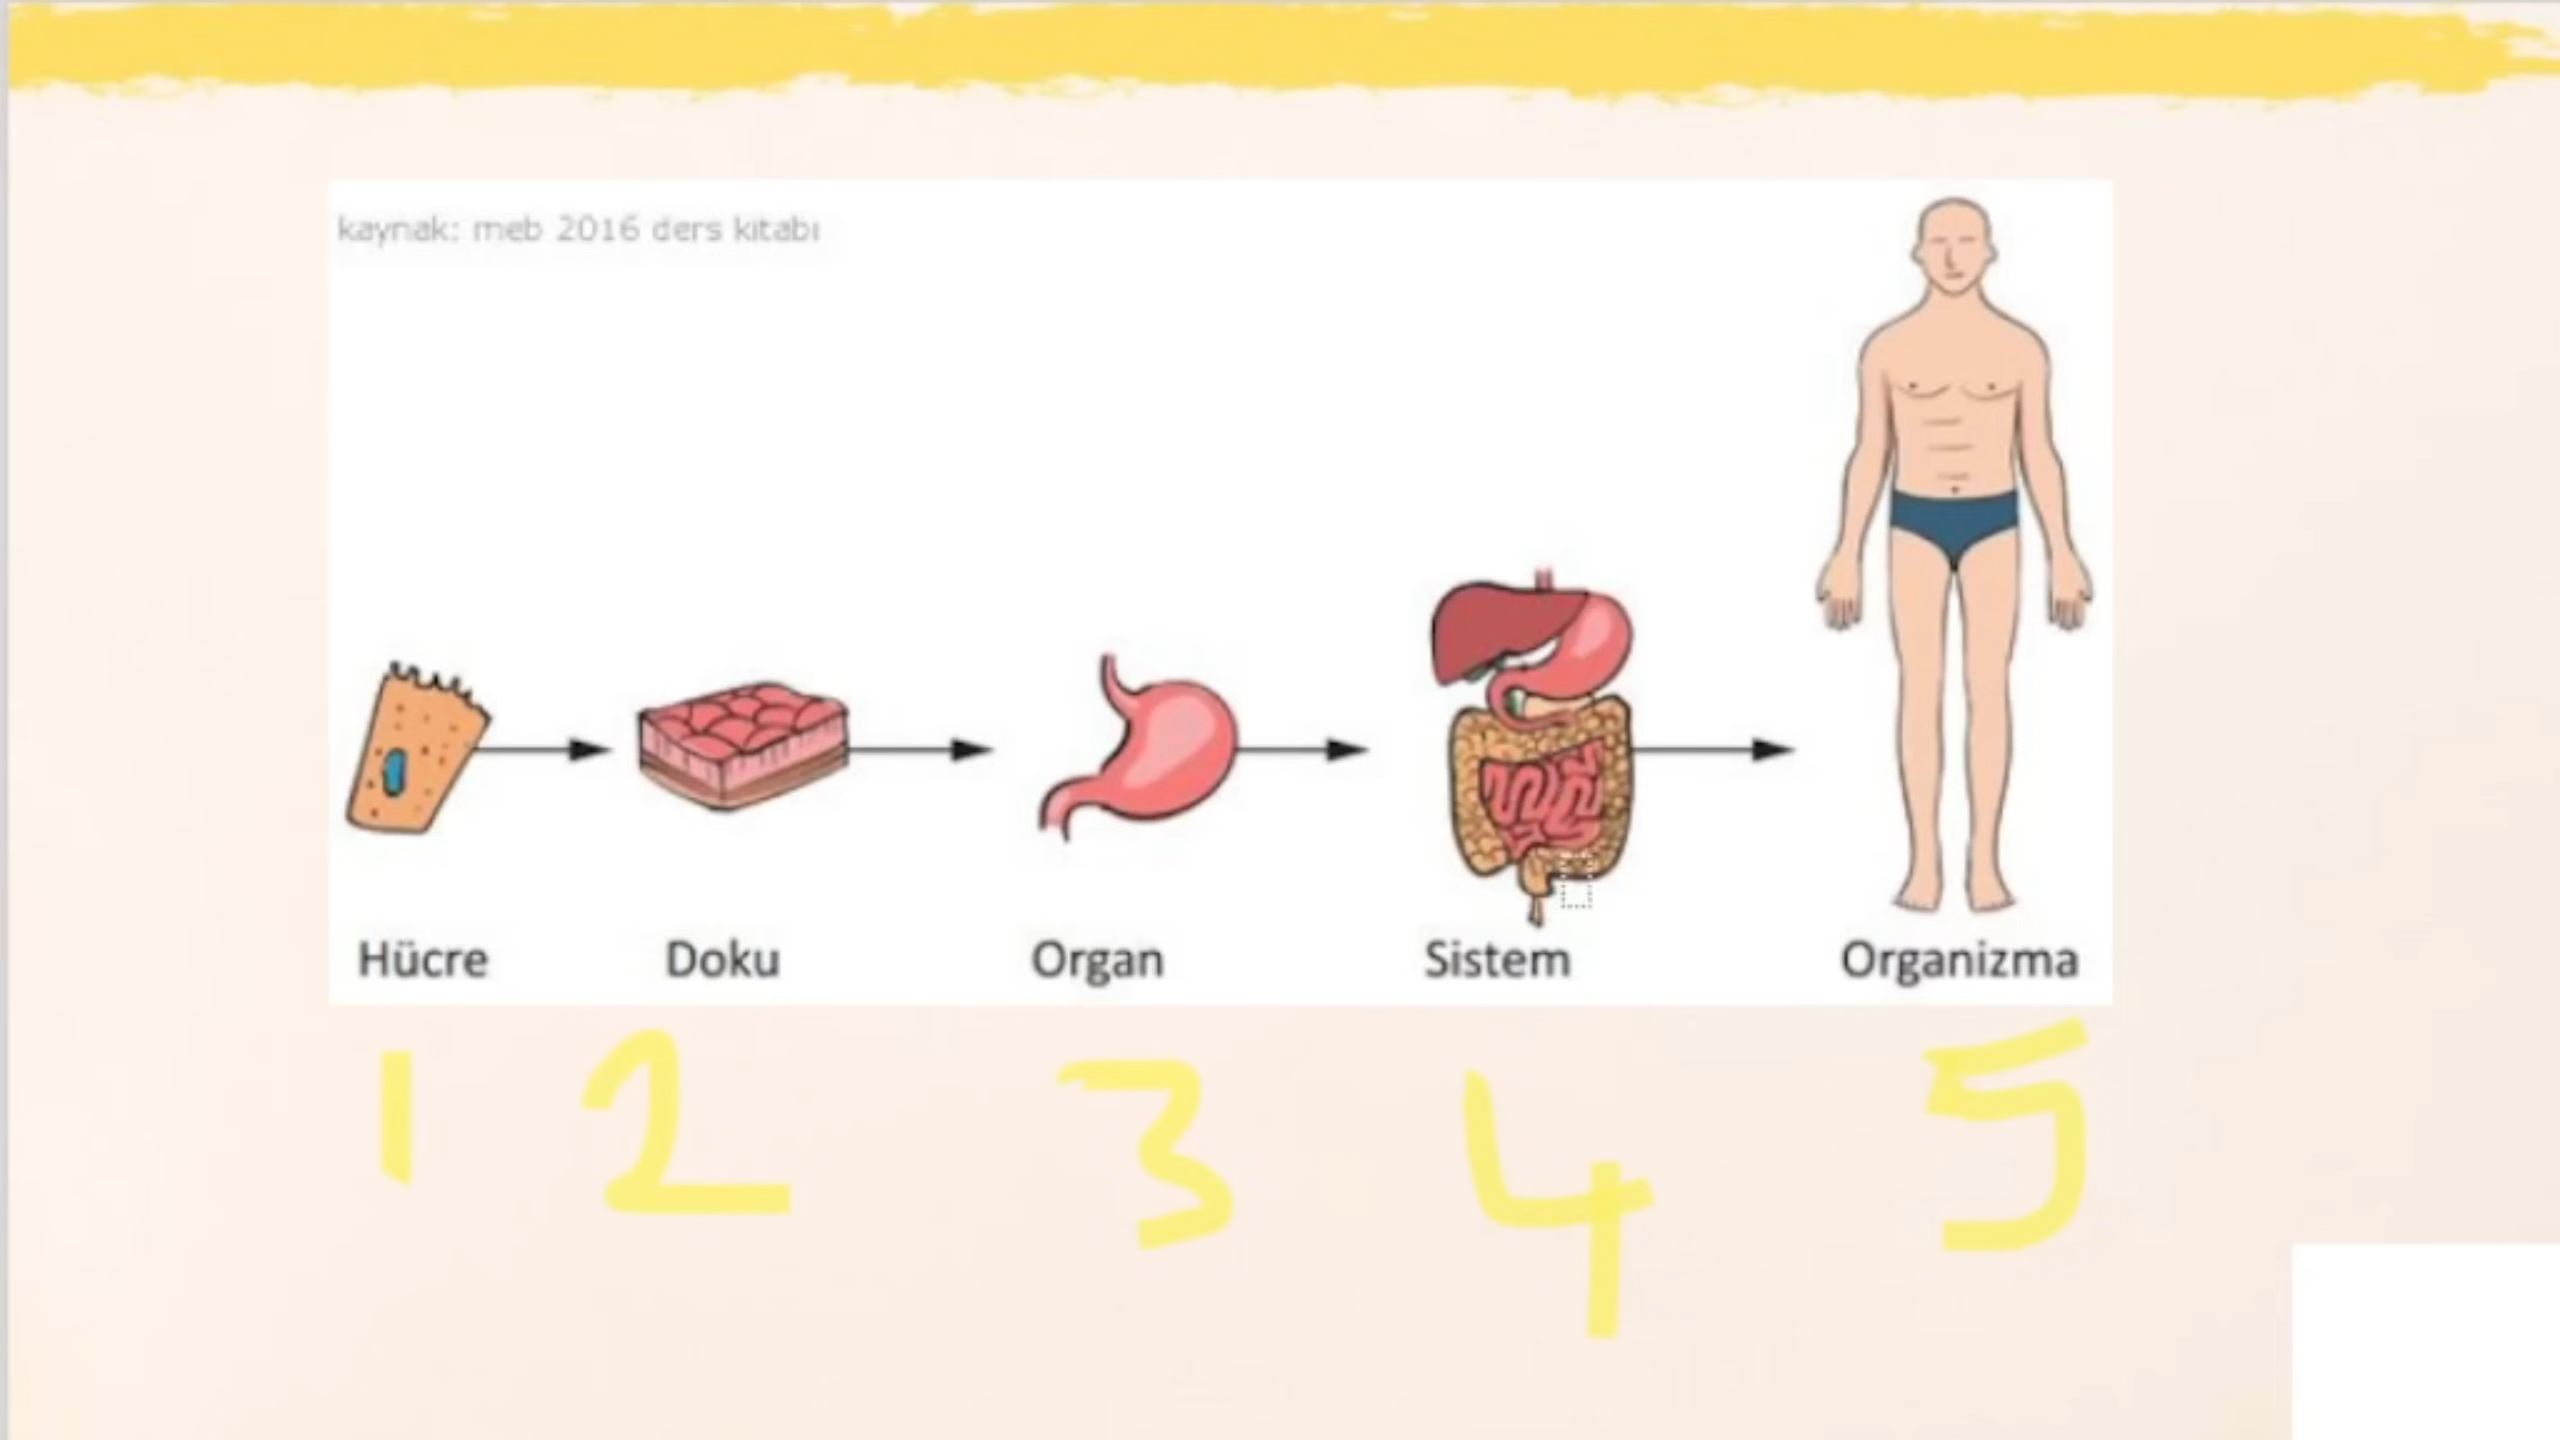 kaynak: meb 2016 ders kitabı
Hücre Doku Organ Sistem Organizma
1 2 3 4 5